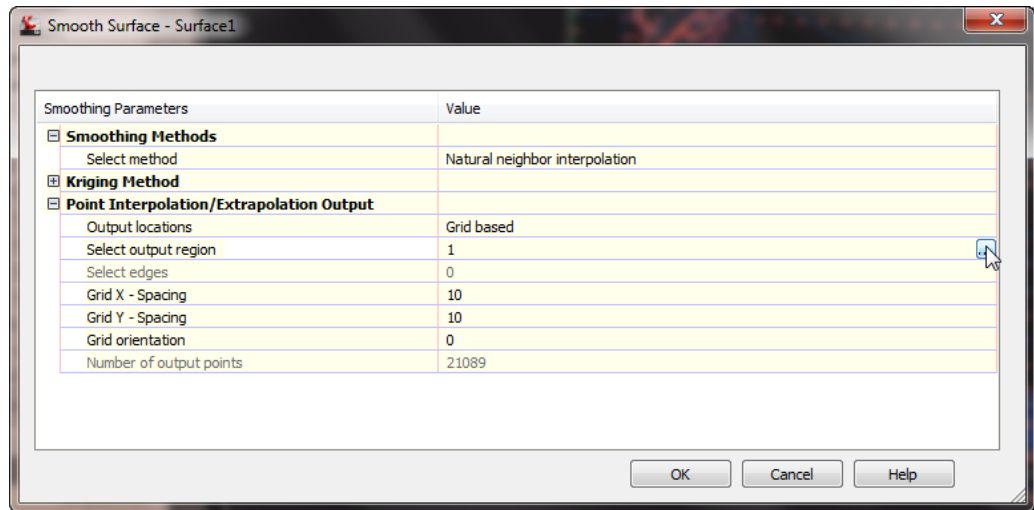 Smooth Surface - Surface1
Smoothing Parameters Value
Smoothing Methods
Select method Natural neighbor interpolation
Kriging Method
Point Interpolation/Extrapolation Output
Output locations Grid based
Select output region 1
Select edges 0
Grid X - Spacing 10
Grid Y - Spacing 10
Grid orientation 0
Number of output points 21089
OK Cancel Help